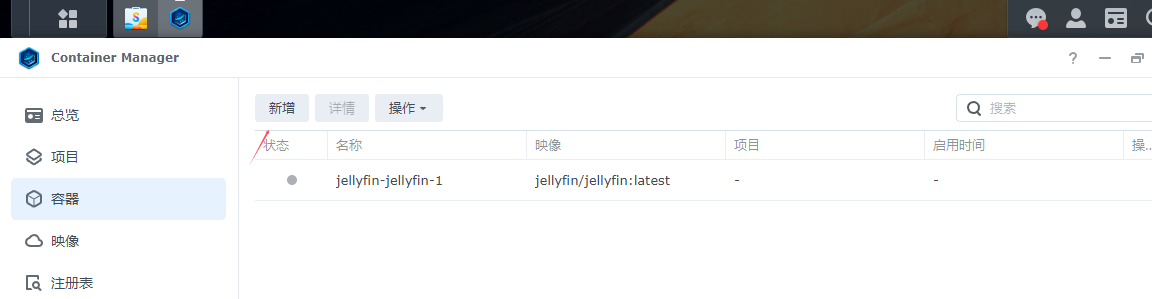 Container Manager
?
总览
项目
容器
映像
注册表
新增 详情 操作
搜索
状态 名称 映像 项目 启用时间 操...
jellyfin-jellyfin-1 jellyfin/jellyfin:latest - -